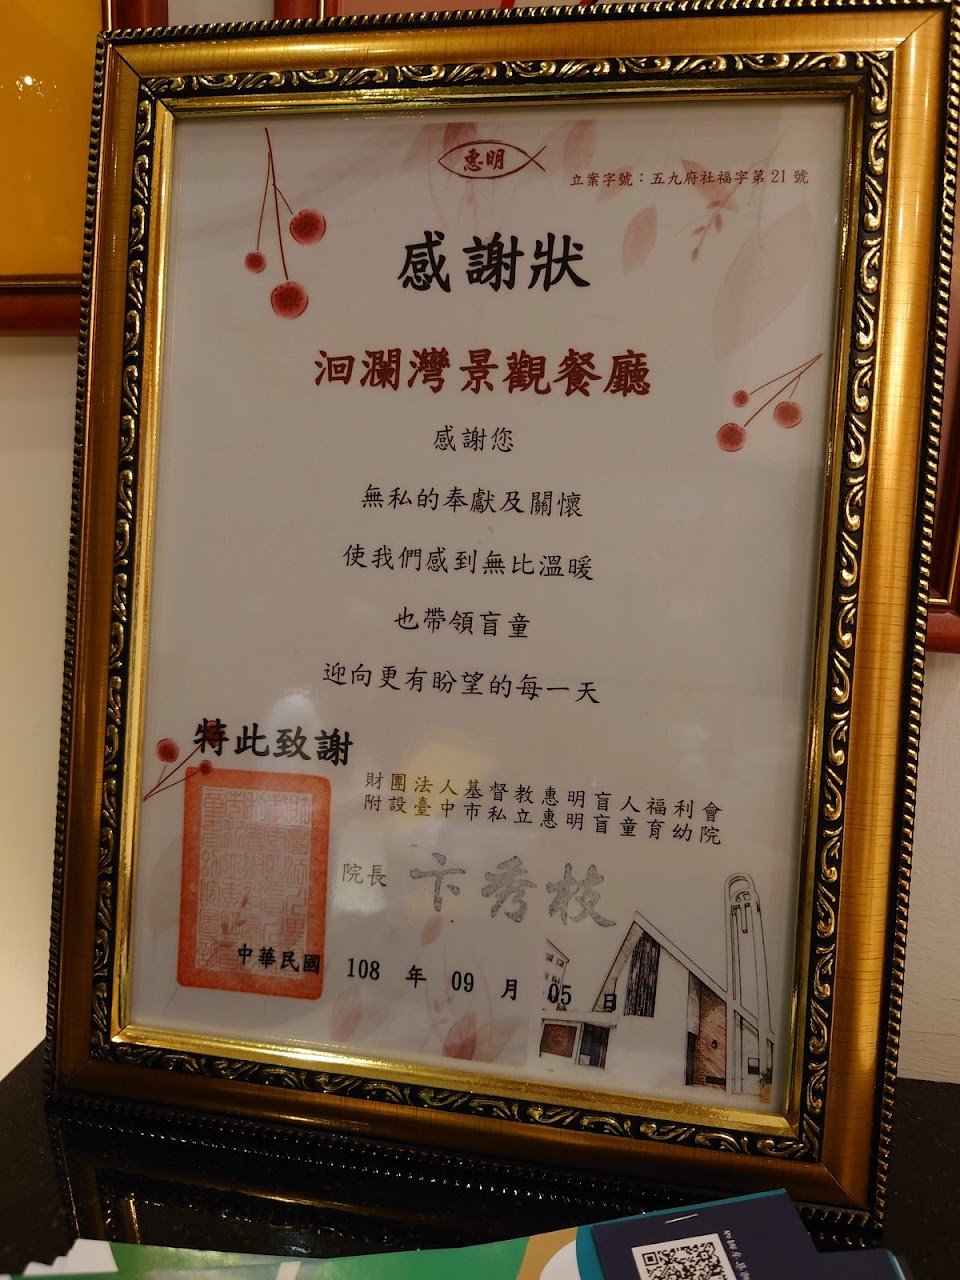 惠明
立案字號：五九府社福字第21號
感謝狀
洄瀾灣景觀餐廳
感謝您
無私的奉獻及關懷
使我們感到無比溫暖
也帶領盲童
迎向更有盼望的每一天
特此致謝
財團法人基督教惠明盲人福利會
附設臺中市私立惠明盲童育幼院
院長 卞秀枝
中華民國 108 年 09 月 05 日